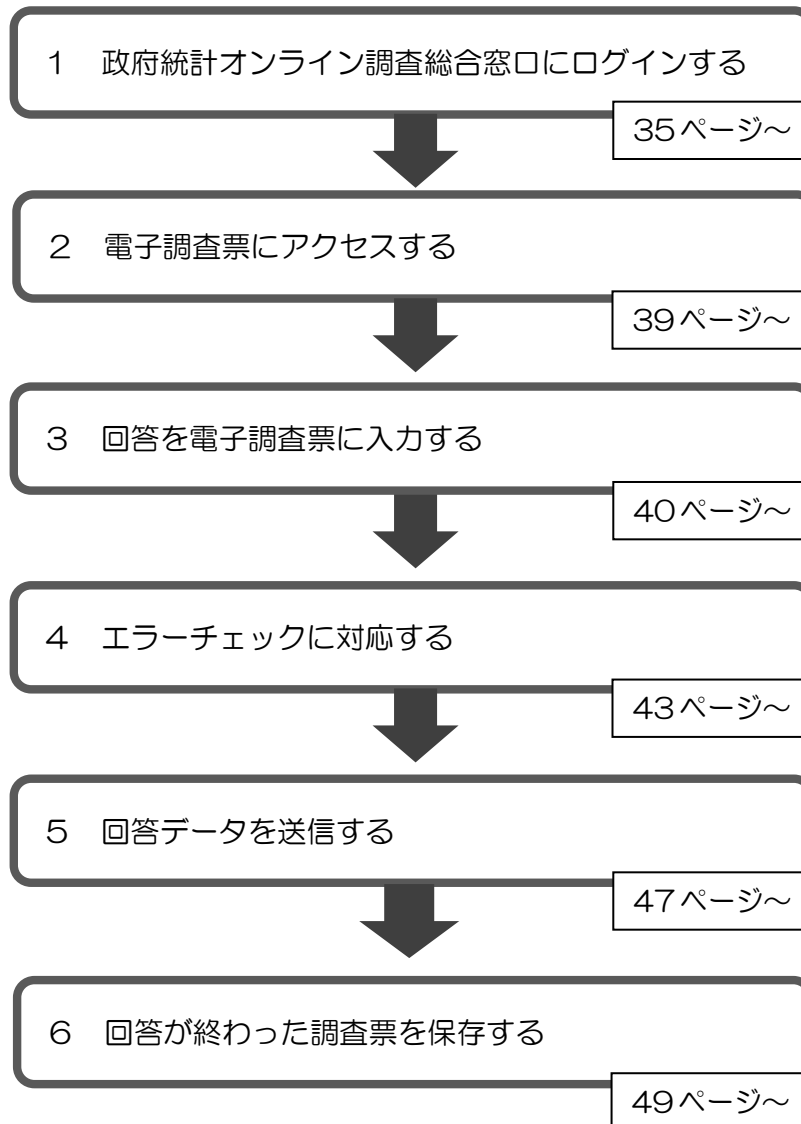 １　政府統計オンライン調査総合窓口にログインする
35ページ～
２　電子調査票にアクセスする
39ページ～
３　回答を電子調査票に入力する
40ページ～
４　エラーチェックに対応する
43ページ～
５　回答データを送信する
47ページ～
６　回答が終わった調査票を保存する
49ページ～